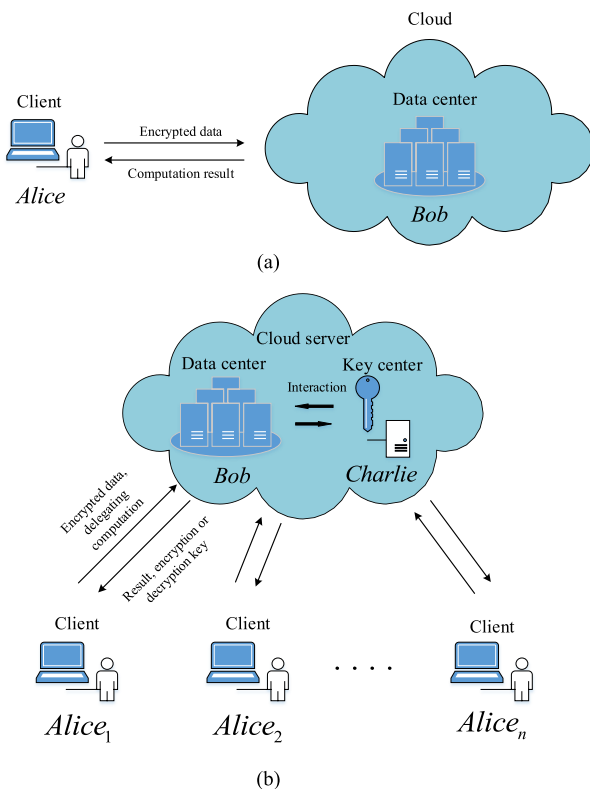 Cloud
Client
Data center
Encrypted data
Computation result
Alice
Bob
(a)
Cloud server
Data center
Key center
Interaction
Bob
Charlie
Encrypted data,
delegating
computation
Result, encryption or
decryption key
Client
Client
Client
. . . .
Alice₁
Alice₂
Aliceₙ
(b)